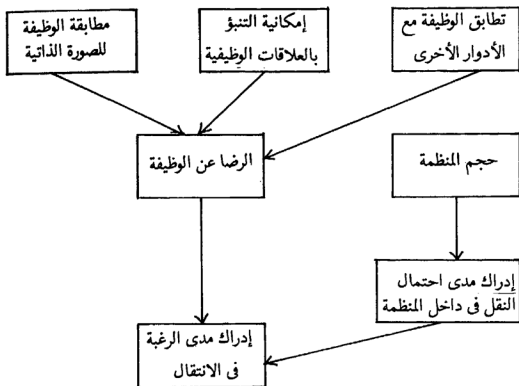 مطابقة الوظيفة
للصورة الذاتية
إمكانية التنبؤ
بالعلاقات الوظيفية
تطابق الوظيفة مع
الأدوار الأخرى
الرضا عن الوظيفة
حجم المنظمة
إدراك مدى احتمال
النقل فى داخل المنظمة
إدراك مدى الرغبة
فى الانتقال